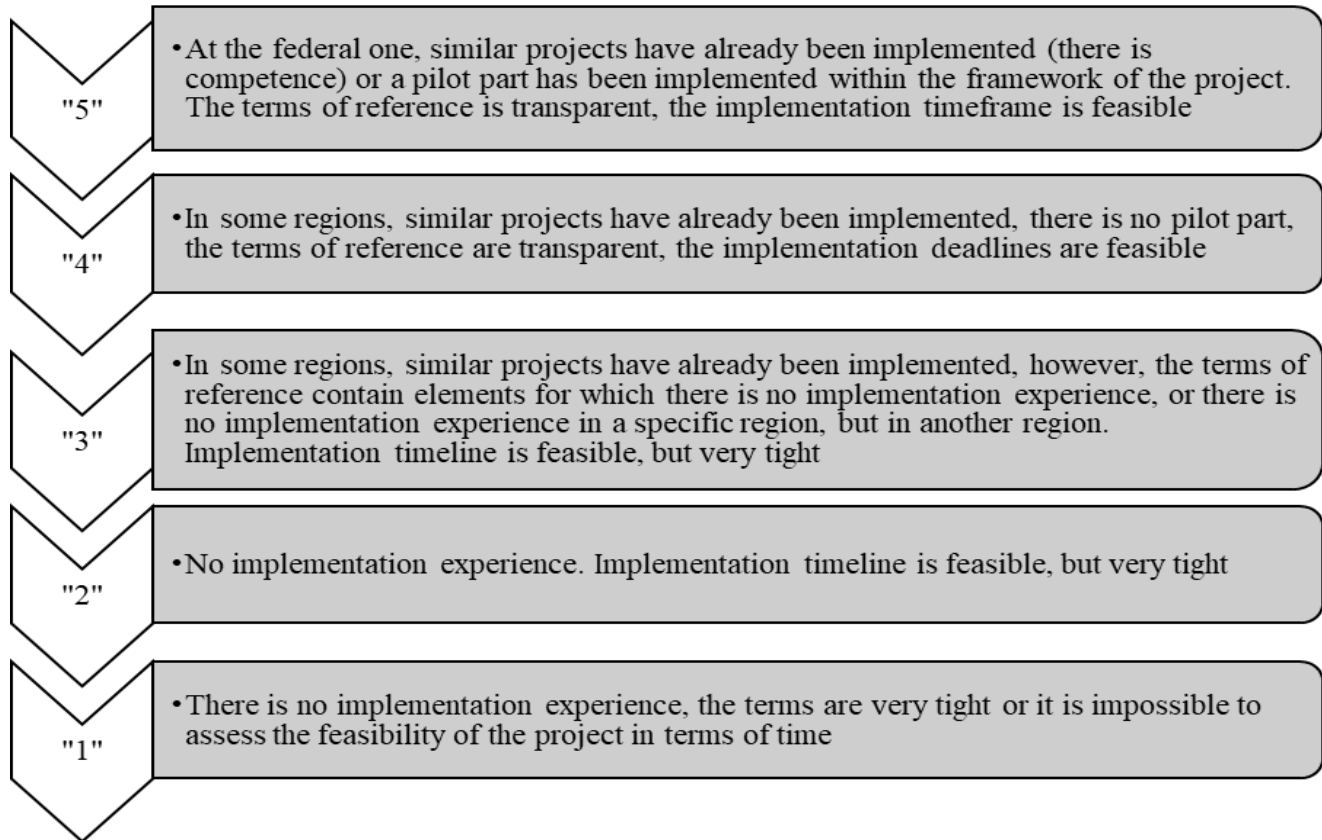 "5"
•At the federal one, similar projects have already been implemented (there is
competence) or a pilot part has been implemented within the framework of the project.
The terms of reference is transparent, the implementation timeframe is feasible
"4"
•In some regions, similar projects have already been implemented, there is no pilot part,
the terms of reference are transparent, the implementation deadlines are feasible
"3"
•In some regions, similar projects have already been implemented, however, the terms of
reference contain elements for which there is no implementation experience, or there is
no implementation experience in a specific region, but in another region.
Implementation timeline is feasible, but very tight
"2"
•No implementation experience. Implementation timeline is feasible, but very tight
"1"
•There is no implementation experience, the terms are very tight or it is impossible to
assess the feasibility of the project in terms of time